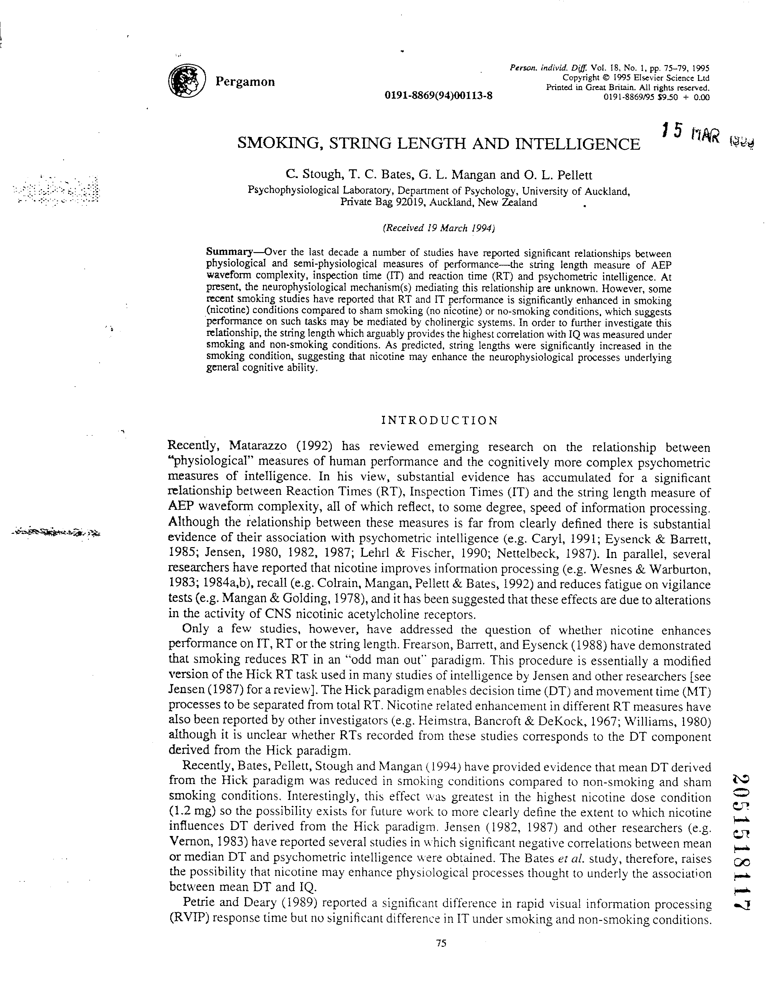 Pergamon
Person. individ. Diff. Vol. 18, No. 1, pp. 75–79, 1995
Copyright © 1995 Elsevier Science Ltd
Printed in Great Britain. All rights reserved.
0191-8869(94)00113-8
0191-8869/95 $9.50 + 0.00
15 MAR
SMOKING, STRING LENGTH AND INTELLIGENCE
C. Stough, T. C. Bates, G. L. Mangan and O. L. Pellett
Psychophysiological Laboratory, Department of Psychology, University of Auckland,
Private Bag 92019, Auckland, New Zealand
(Received 19 March 1994)
Summary—Over the last decade a number of studies have reported significant relationships between
physiological and semi-physiological measures of performance—the string length measure of AEP
waveform complexity, inspection time (IT) and reaction time (RT) and psychometric intelligence. At
present, the neurophysiological mechanism(s) mediating this relationship are unknown. However, some
recent smoking studies have reported that RT and IT performance is significantly enhanced in smoking
(nicotine) conditions compared to sham smoking (no nicotine) or no-smoking conditions, which suggests
performance on such tasks may be mediated by cholinergic systems. In order to further investigate this
relationship, the string length which arguably provides the highest correlation with IQ was measured under
smoking and non-smoking conditions. As predicted, string lengths were significantly increased in the
smoking condition, suggesting that nicotine may enhance the neurophysiological processes underlying
general cognitive ability.
INTRODUCTION
Recently, Matarazzo (1992) has reviewed emerging research on the relationship between
“physiological” measures of human performance and the cognitively more complex psychometric
measures of intelligence. In his view, substantial evidence has accumulated for a significant
relationship between Reaction Times (RT), Inspection Times (IT) and the string length measure of
AEP waveform complexity, all of which reflect, to some degree, speed of information processing.
Although the relationship between these measures is far from clearly defined there is substantial
evidence of their association with psychometric intelligence (e.g. Caryl, 1991; Eysenck & Barrett,
1985; Jensen, 1980, 1982, 1987; Lehrl & Fischer, 1990; Nettelbeck, 1987). In parallel, several
researchers have reported that nicotine improves information processing (e.g. Wesnes & Warburton,
1983; 1984a,b), recall (e.g. Colrain, Mangan, Pellett & Bates, 1992) and reduces fatigue on vigilance
tests (e.g. Mangan & Golding, 1978), and it has been suggested that these effects are due to alterations
in the activity of CNS nicotinic acetylcholine receptors.
Only a few studies, however, have addressed the question of whether nicotine enhances
performance on IT, RT or the string length. Frearson, Barrett, and Eysenck (1988) have demonstrated
that smoking reduces RT in an “odd man out” paradigm. This procedure is essentially a modified
version of the Hick RT task used in many studies of intelligence by Jensen and other researchers [see
Jensen (1987) for a review]. The Hick paradigm enables decision time (DT) and movement time (MT)
processes to be separated from total RT. Nicotine related enhancement in different RT measures have
also been reported by other investigators (e.g. Heimstra, Bancroft & DeKock, 1967; Williams, 1980)
although it is unclear whether RTs recorded from these studies corresponds to the DT component
derived from the Hick paradigm.
Recently, Bates, Pellett, Stough and Mangan (1994) have provided evidence that mean DT derived
from the Hick paradigm was reduced in smoking conditions compared to non-smoking and sham
smoking conditions. Interestingly, this effect was greatest in the highest nicotine dose condition
(1.2 mg) so the possibility exists for future work to more clearly define the extent to which nicotine
influences DT derived from the Hick paradigm. Jensen (1982, 1987) and other researchers (e.g.
Vernon, 1983) have reported several studies in which significant negative correlations between mean
or median DT and psychometric intelligence were obtained. The Bates et al. study, therefore, raises
the possibility that nicotine may enhance physiological processes thought to underly the association
between mean DT and IQ.
Petrie and Deary (1989) reported a significant difference in rapid visual information processing
(RVIP) response time but no significant difference in IT under smoking and non-smoking conditions.
75
2051518117